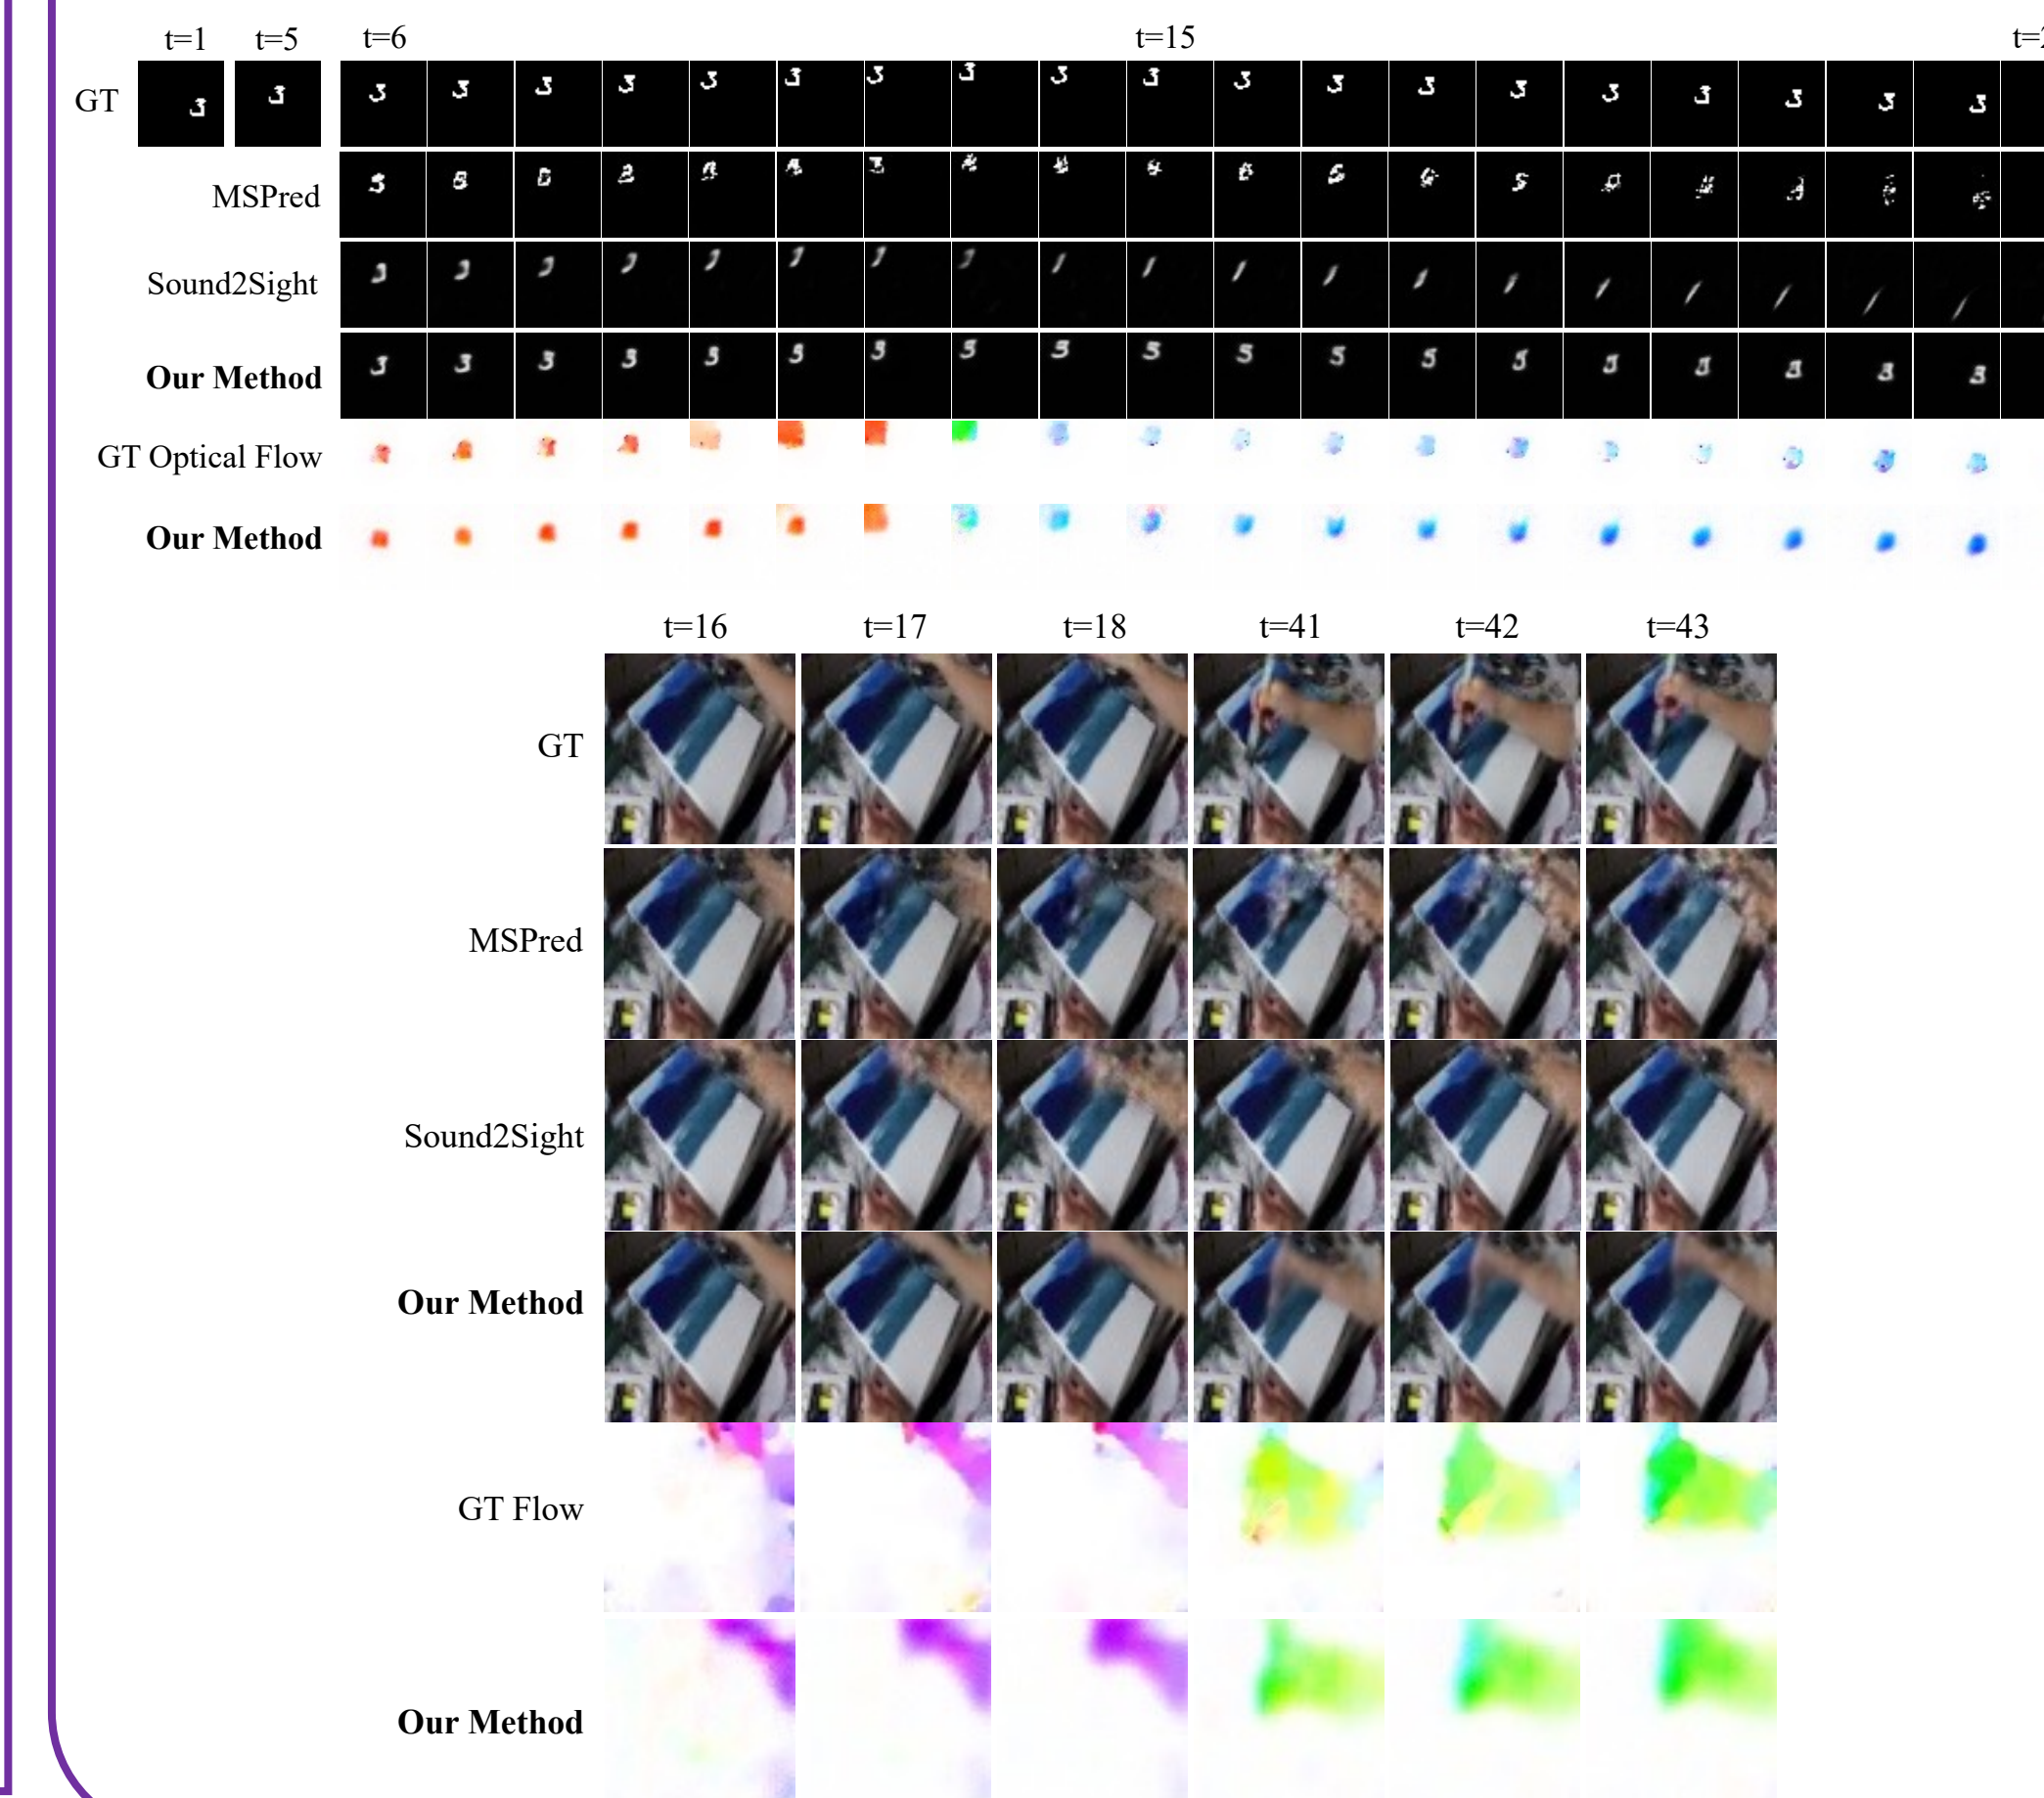 t=1 t=5 t=6 t=15
GT
MSPred
Sound2Sight
Our Method
GT Optical Flow
Our Method
t=16 t=17 t=18 t=41 t=42 t=43
GT
MSPred
Sound2Sight
Our Method
GT Flow
Our Method